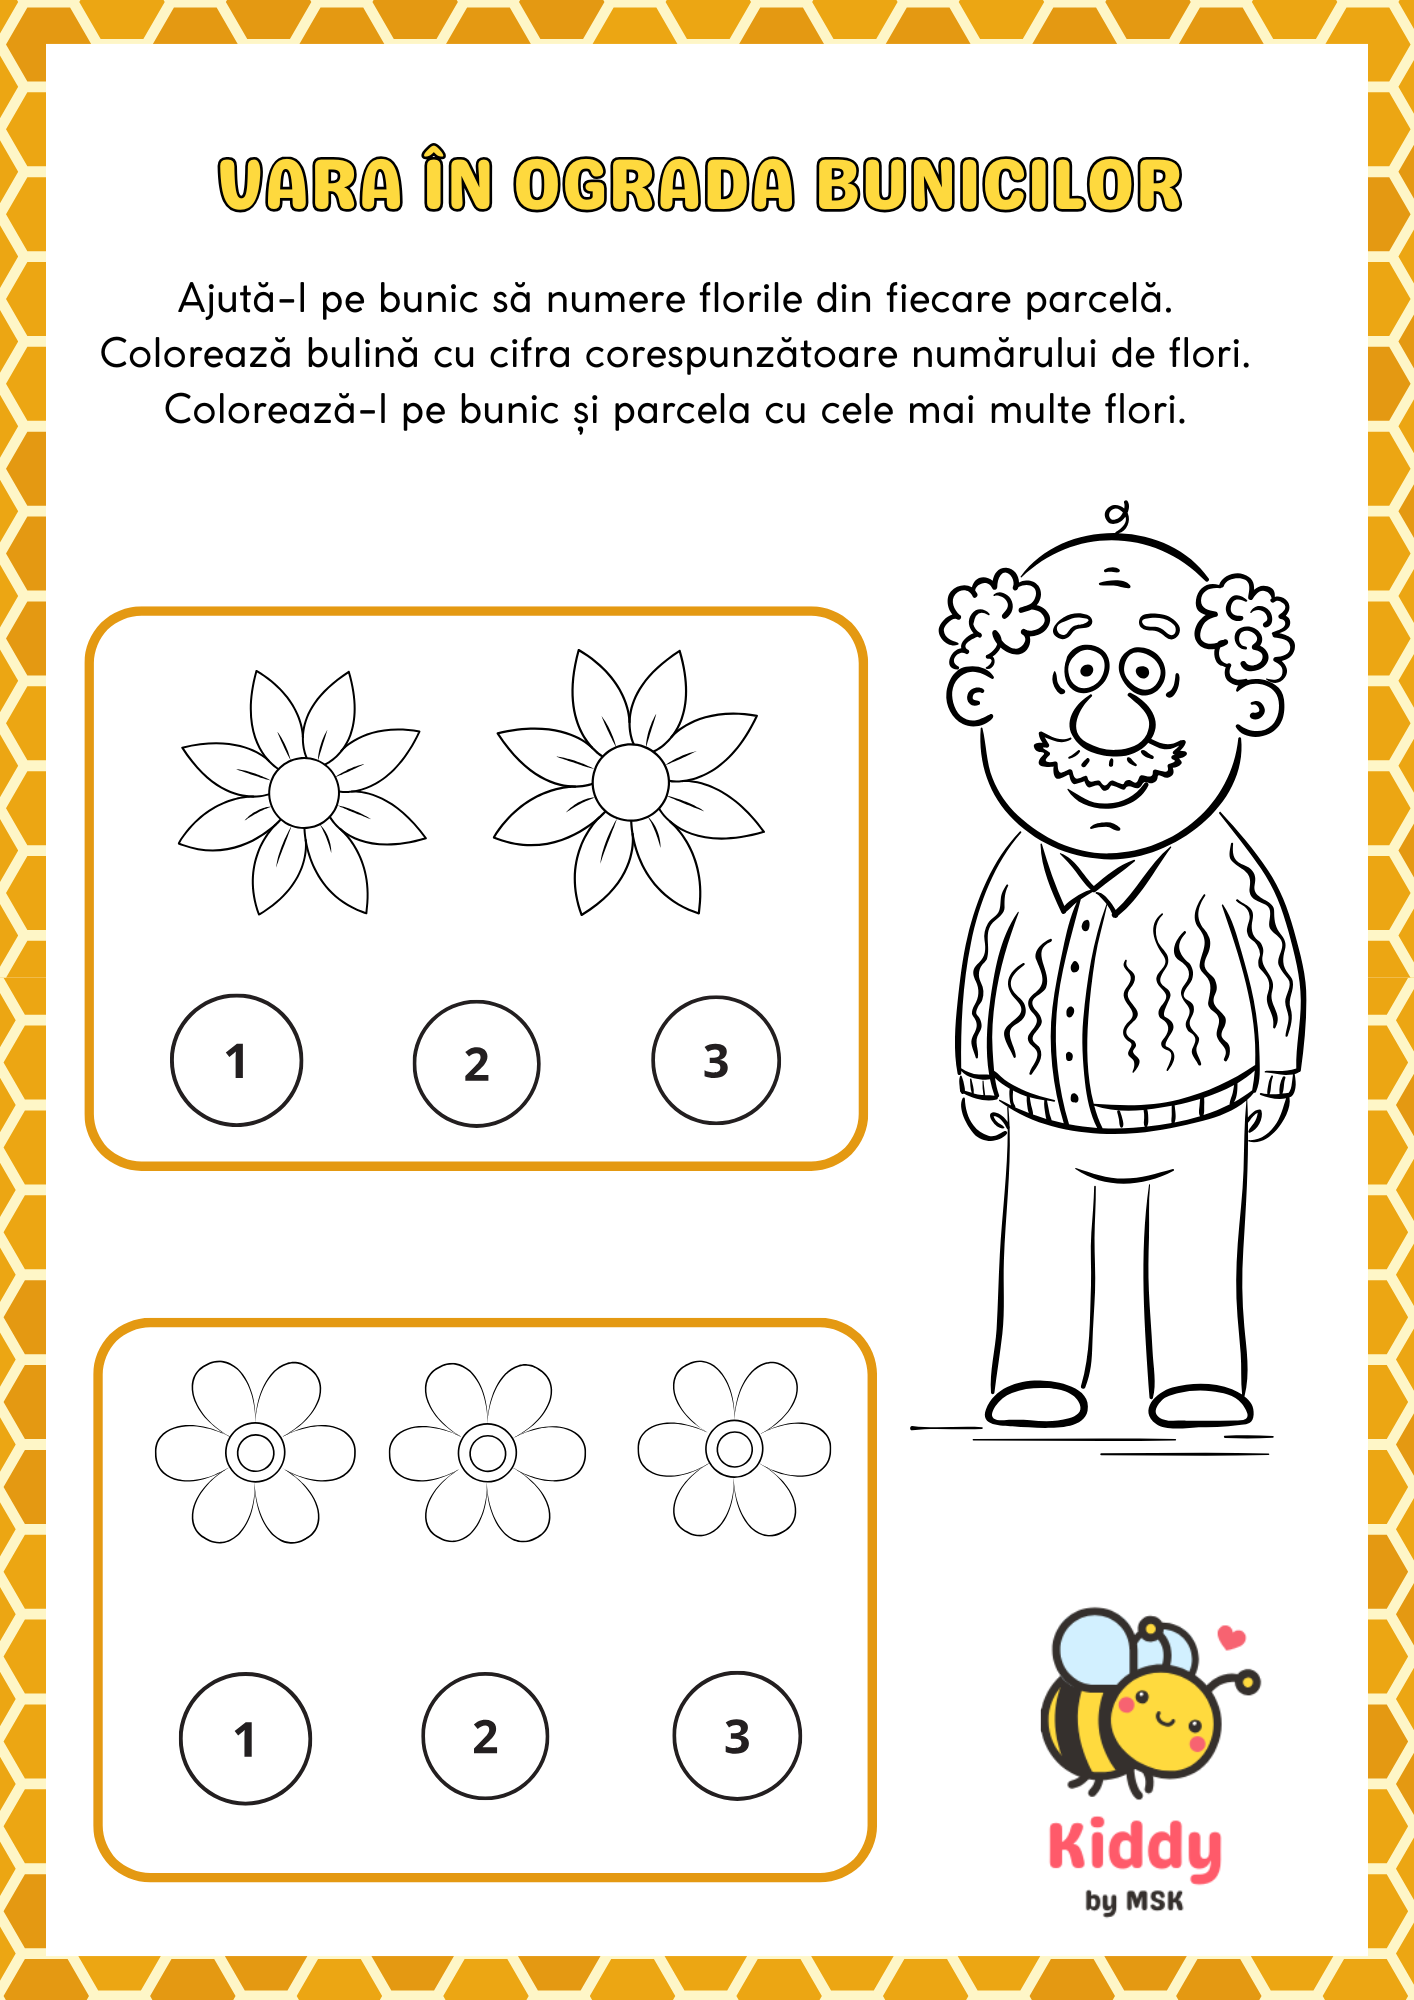 VARA ÎN OGRADA BUNICILOR
Ajută-l pe bunic să numere florile din fiecare parcelă.
Colorează bulină cu cifra corespunzătoare numărului de flori.
Colorează-l pe bunic și parcela cu cele mai multe flori.
1 2 3
1 2 3
Kiddy
by MSK